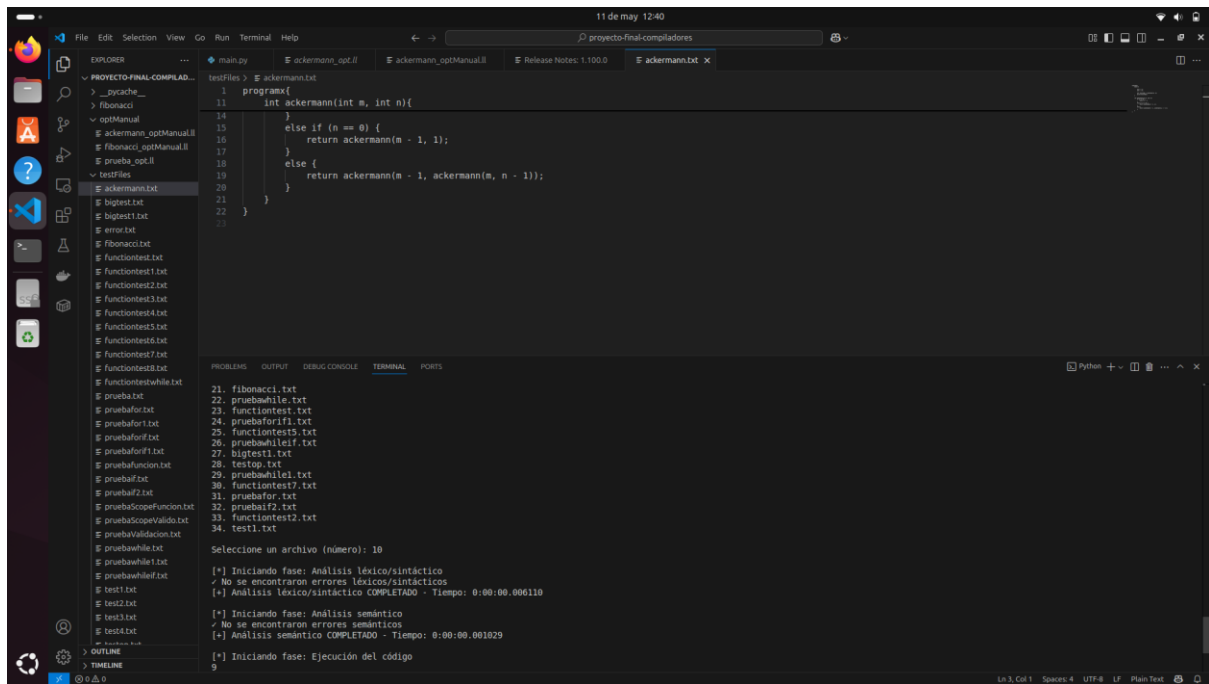 11 de may 12:40
File Edit Selection View Go Run Terminal Help
proyecto-final-compiladores
EXPLORER
main.py
ackermann_opt.ll
ackermann_optManual.ll
Release Notes: 1.100.0
ackermann.txt
PROYECTO-FINAL-COMPILAD...
__pycache__
fibonacci
optManual
ackermann_optManual.ll
fibonacci_optManual.ll
prueba_opt.ll
testFiles
ackermann.txt
bigtest.txt
bigtest1.txt
error.txt
fibonacci.txt
functiontest.txt
functiontest1.txt
functiontest2.txt
functiontest3.txt
functiontest4.txt
functiontest5.txt
functiontest6.txt
functiontest7.txt
functiontest8.txt
functiontestwhile.txt
prueba.txt
pruebafor.txt
pruebafor1.txt
pruebaforif.txt
pruebaforif1.txt
pruebafuncion.txt
pruebaif.txt
pruebaif2.txt
pruebaScopeFuncion.txt
pruebaScopeValido.txt
pruebaValidacion.txt
pruebawhile.txt
pruebawhile1.txt
pruebawhileif.txt
test1.txt
test2.txt
test3.txt
test4.txt
OUTLINE
TIMELINE
testFiles > ackermann.txt
1 programx{
11 int ackermann(int m, int n){
14 }
15 else if (n == 0) {
16 return ackermann(m - 1, 1);
17 }
18 else {
19 return ackermann(m - 1, ackermann(m, n - 1));
20 }
21 }
22 }
23
PROBLEMS OUTPUT DEBUG CONSOLE TERMINAL PORTS
Python
21. fibonacci.txt
22. pruebawhile.txt
23. functiontest.txt
24. pruebaforif1.txt
25. functiontest5.txt
26. pruebawhileif.txt
27. bigtest1.txt
28. testop.txt
29. pruebawhile1.txt
30. functiontest7.txt
31. pruebafor.txt
32. pruebaif2.txt
33. functiontest2.txt
34. test1.txt
Seleccione un archivo (número): 10
[*] Iniciando fase: Análisis léxico/sintáctico
✓ No se encontraron errores léxicos/sintácticos
[+] Análisis léxico/sintáctico COMPLETADO - Tiempo: 0:00:00.006110
[*] Iniciando fase: Análisis semántico
✓ No se encontraron errores semánticos
[+] Análisis semántico COMPLETADO - Tiempo: 0:00:00.001029
[*] Iniciando fase: Ejecución del código
9
0 0
Ln 3, Col 1 Spaces: 4 UTF-8 LF Plain Text